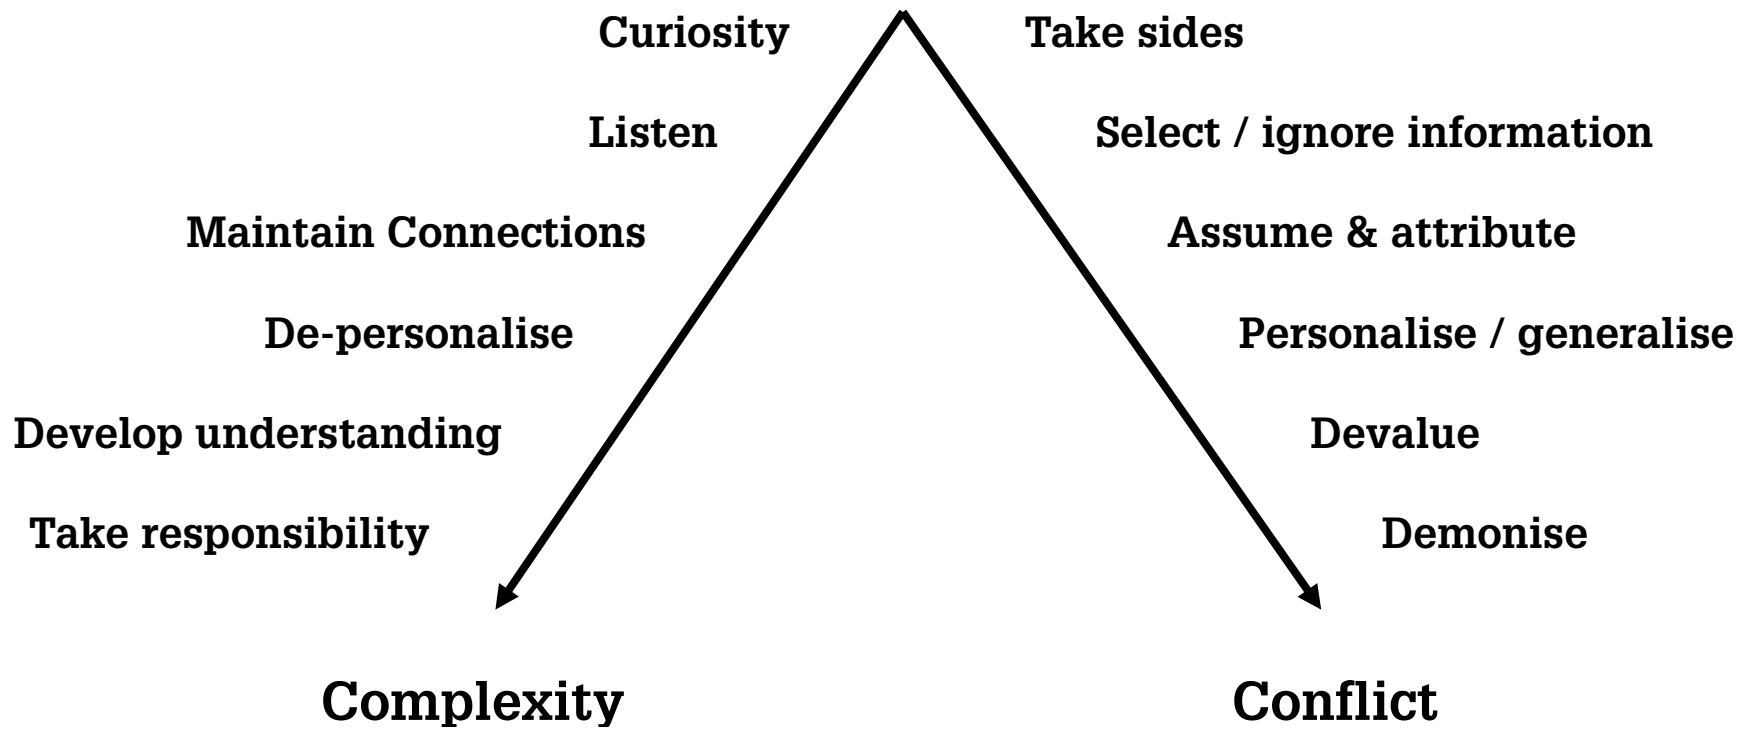 Curiosity
Take sides
Listen
Select / ignore information
Maintain Connections
Assume & attribute
De-personalise
Personalise / generalise
Develop understanding
Devalue
Take responsibility
Demonise
Complexity
Conflict